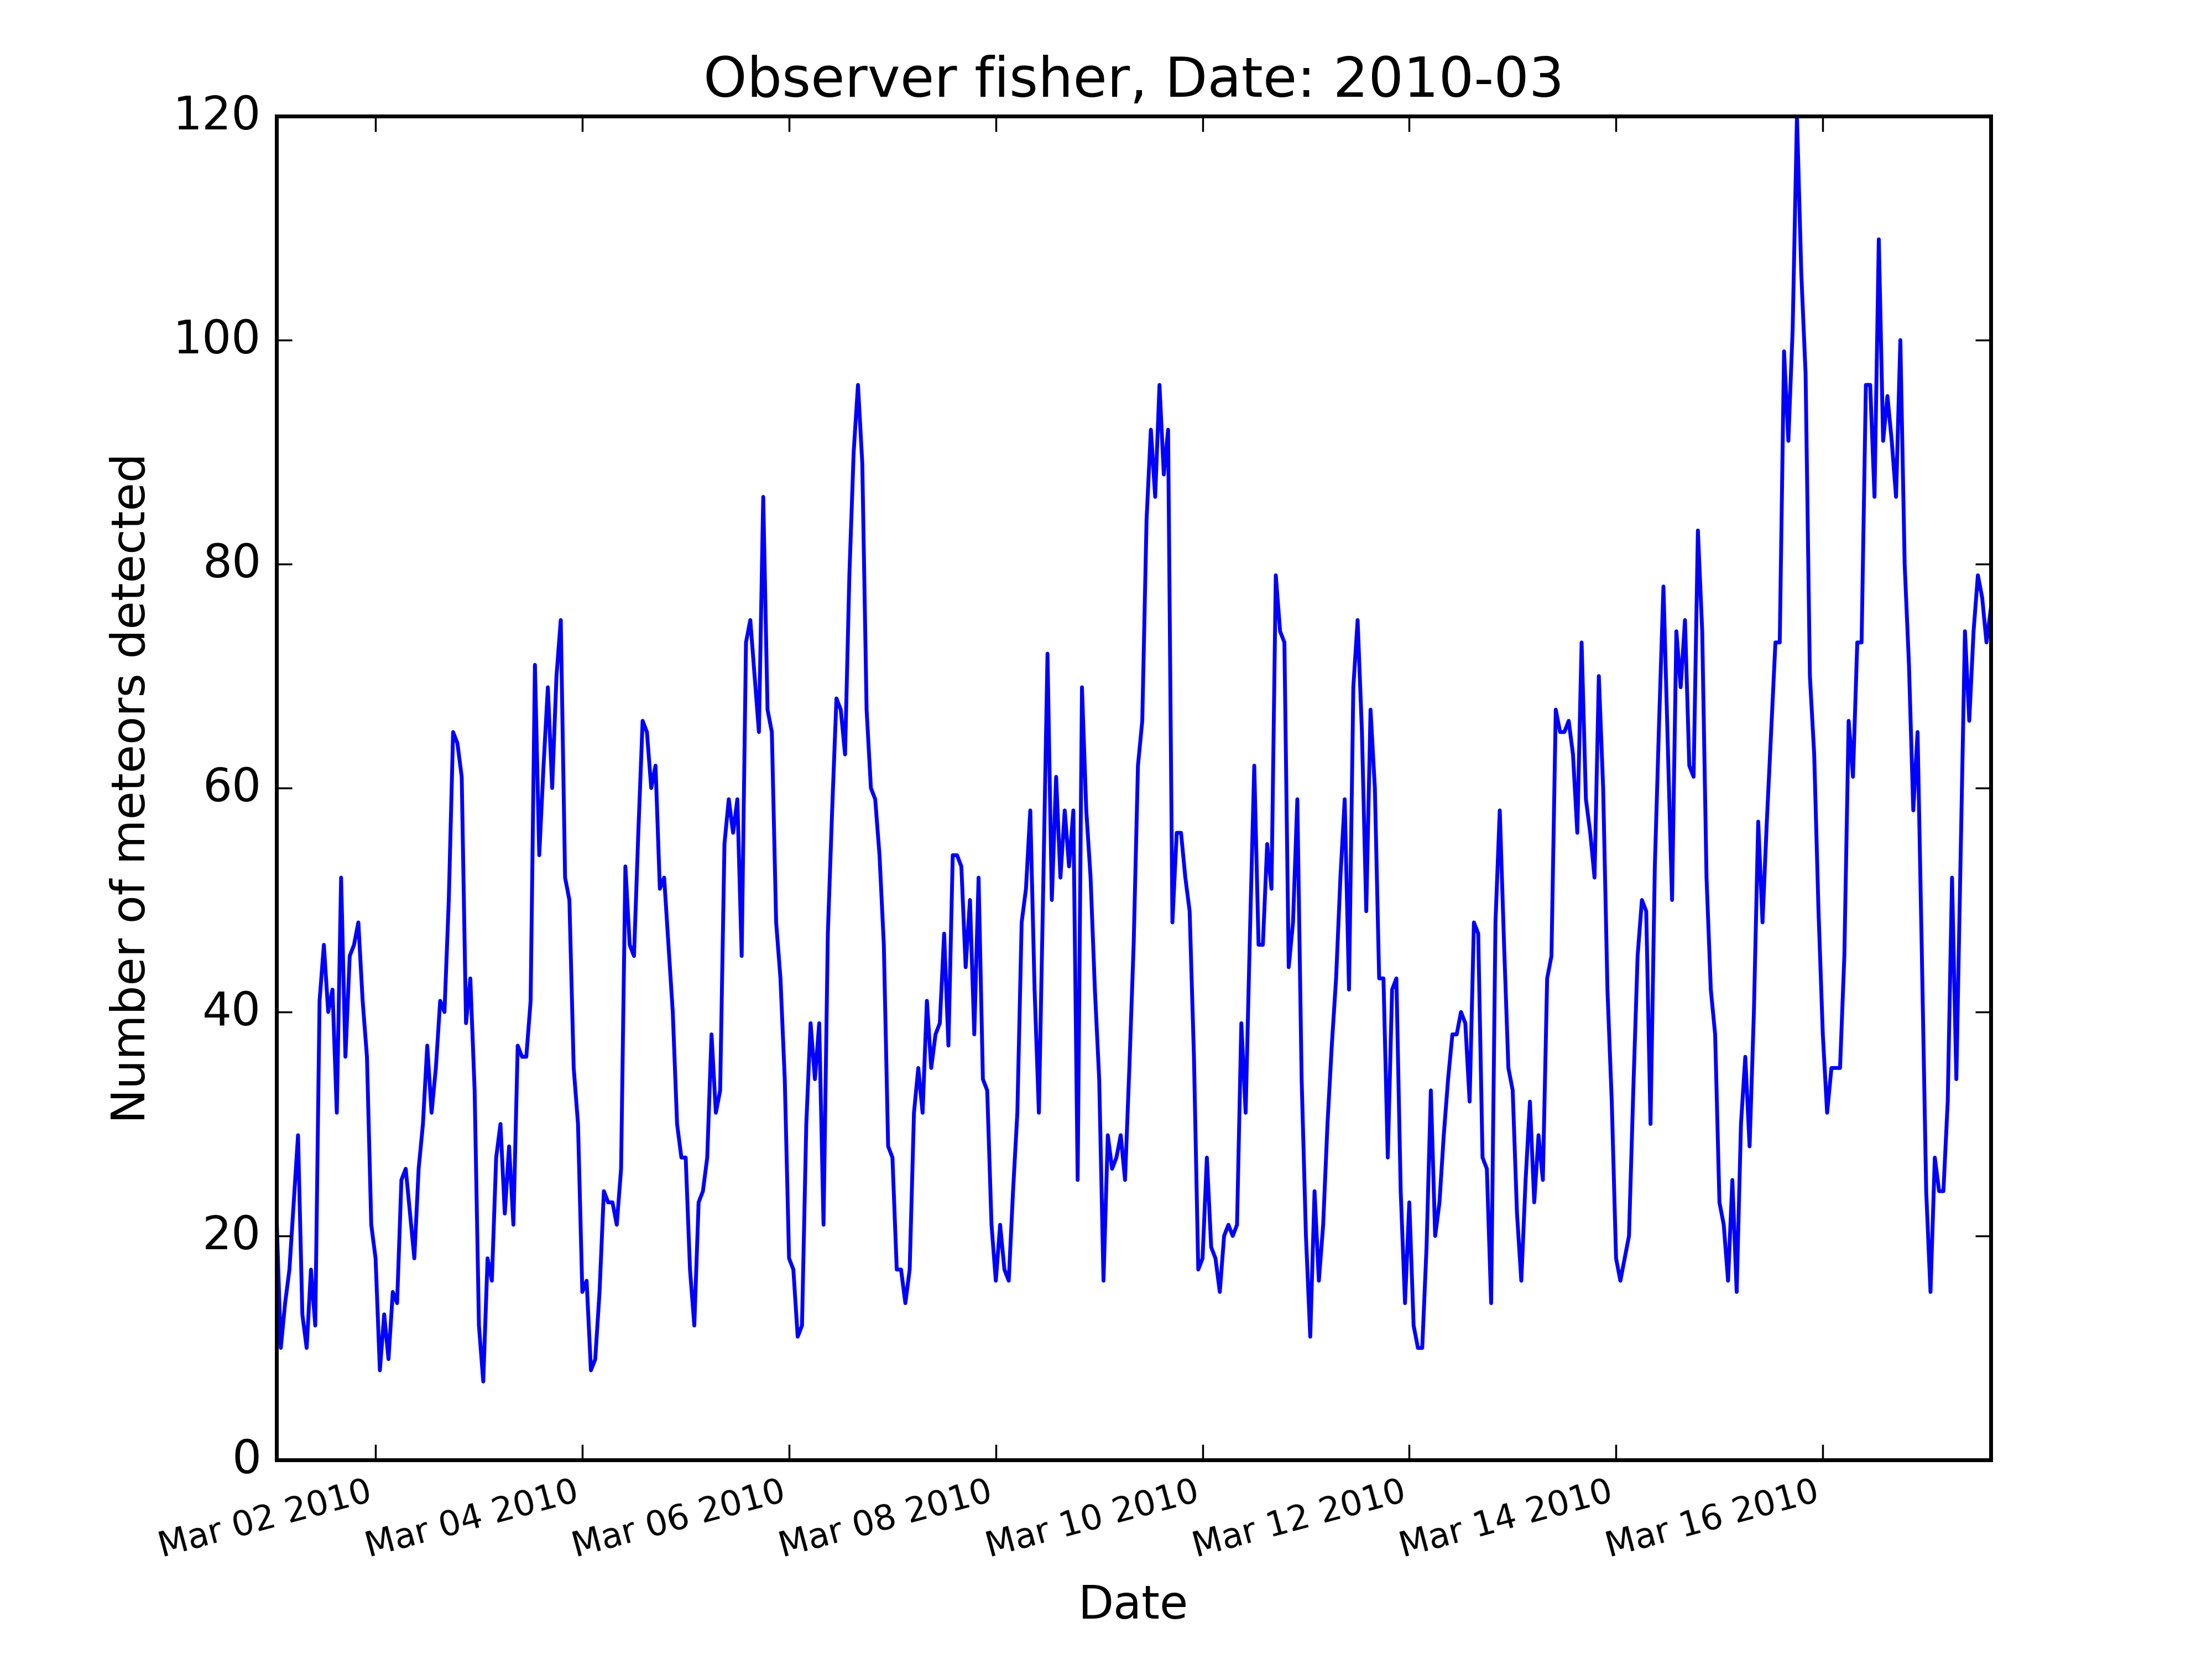 Observer fisher, Date: 2010-03
120
100
80
60
40
20
0
Number of meteors detected
Mar 02 2010
Mar 04 2010
Mar 06 2010
Mar 08 2010
Mar 10 2010
Mar 12 2010
Mar 14 2010
Mar 16 2010
Date